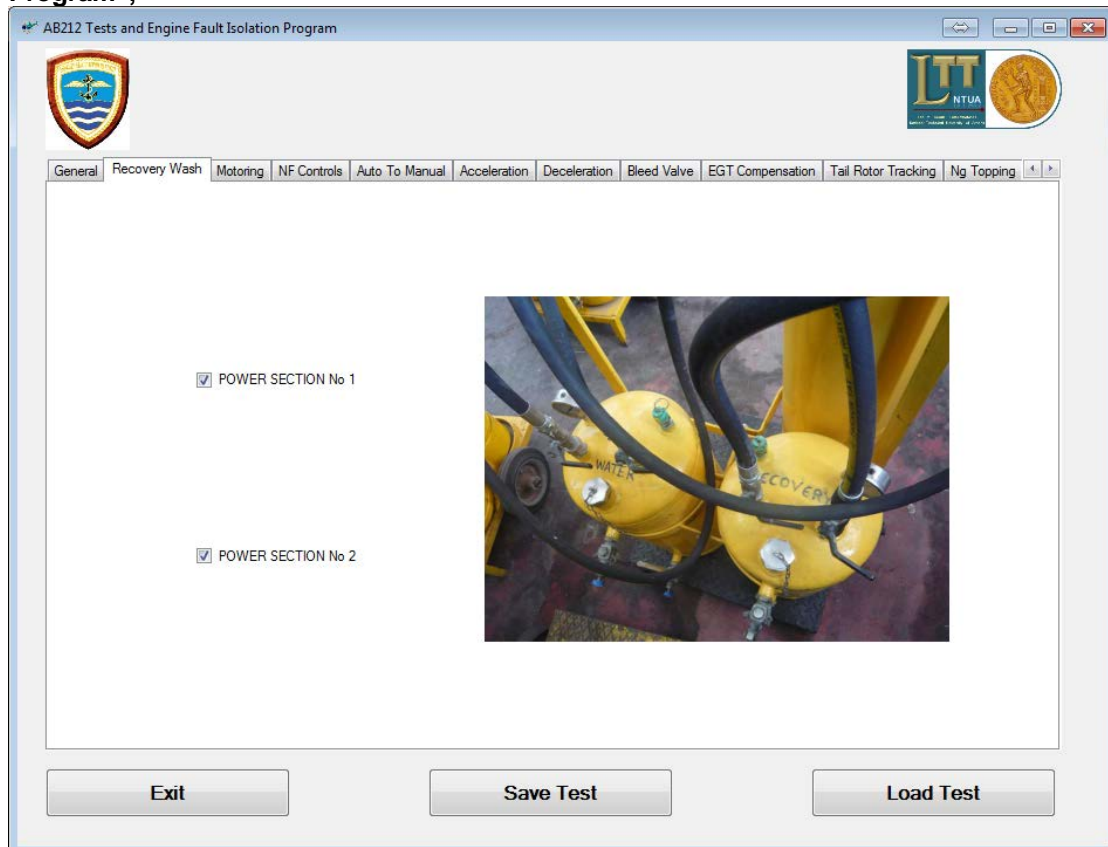 Program",
AB212 Tests and Engine Fault Isolation Program
LTT
NTUA
General Recovery Wash Motoring NF Controls Auto To Manual Acceleration Deceleration Bleed Valve EGT Compensation Tail Rotor Tracking Ng Topping
POWER SECTION No 1
WATER
RECOVERY
POWER SECTION No 2
Exit Save Test Load Test